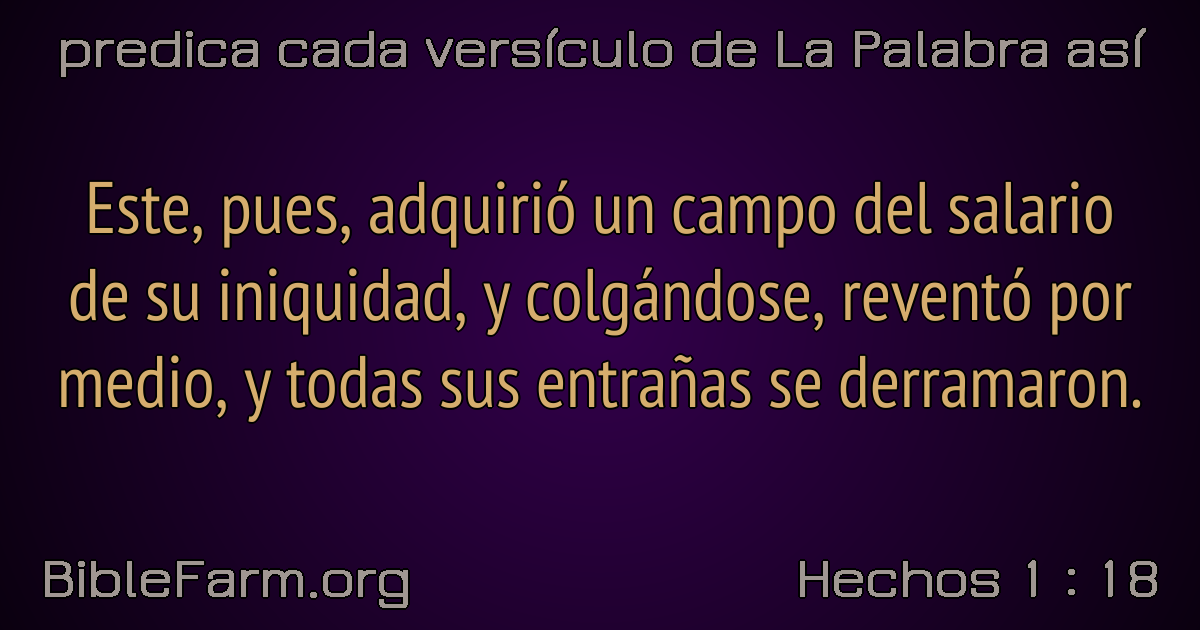 predica cada versículo de La Palabra así
Este, pues, adquirió un campo del salario
de su iniquidad, y colgándose, reventó por
medio, y todas sus entrañas se derramaron.
BibleFarm.org
Hechos 1 : 18